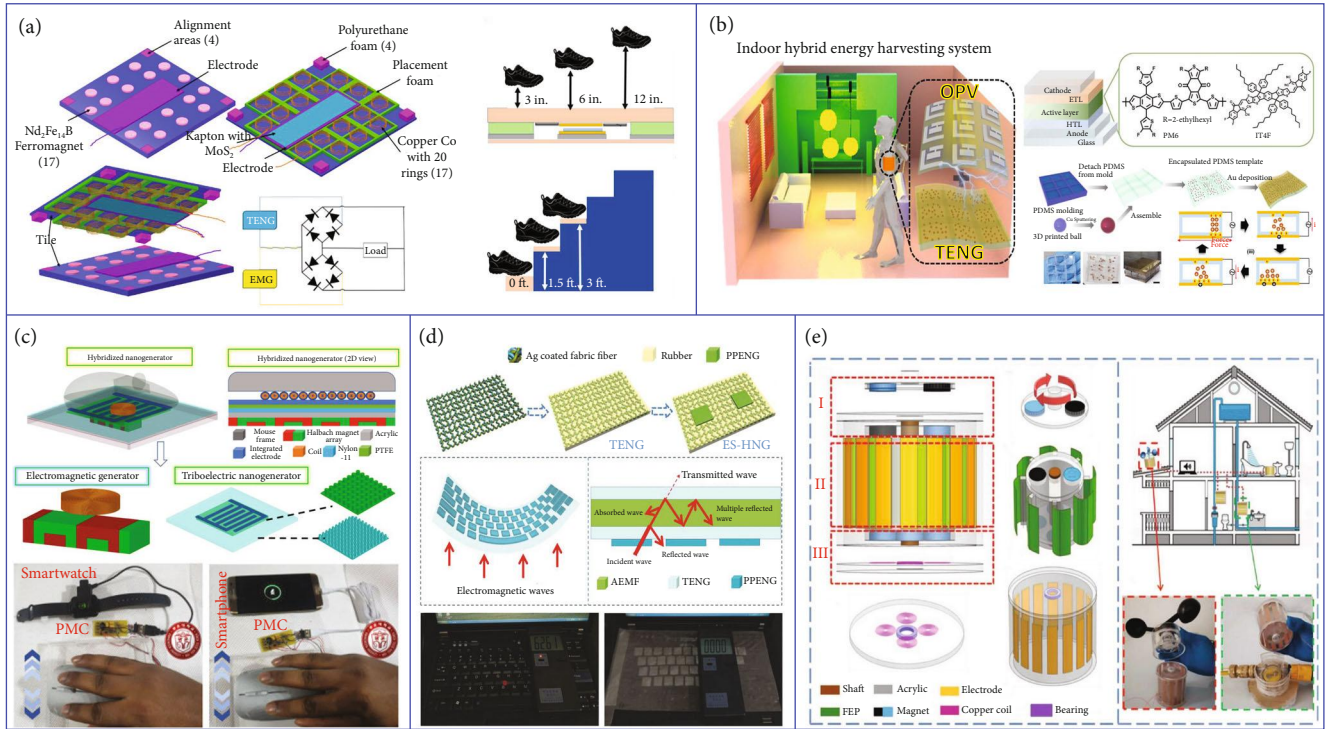 (a)
Alignment
areas (4)
Electrode
Nd₂Fe₁₄B
Ferromagnet
(17)
Polyurethane
foam (4)
Placement
foam
Kapton with
MoS₂
Electrode
Copper Co
with 20
rings (17)
Tile
TENG
EMG
Load
3 in.
6 in.
12 in.
0 ft.
1.5 ft.
3 ft.
(b)
Indoor hybrid energy harvesting system
OPV
TENG
Cathode
ETL
Active layer
HTL
Anode
Glass
R=2-ethylhexyl
PM6
IT4F
Detach PDMS
from mold
Encapsulated PDMS template
Au deposition
PDMS molding
Cu Sputtering
Assemble
3D printed ball
Force
Force
(c)
Hybridized nanogenerator
Hybridized nanogenerator (2D view)
Mouse
frame
Halbach magnet
array
Acrylic
Integrated
electrode
Coil
Nylon
-11
PTFE
Electromagnetic generator
Triboelectric nanogenerator
Smartwatch
PMC
Smartphone
PMC
(d)
Ag coated fabric fiber
Rubber
PPENG
TENG
ES-HNG
Electromagnetic waves
Transmitted wave
Absorbed wave
Multiple reflected
wave
Reflected wave
Incident wave
AEMF
TENG
PPENG
(e)
I
II
III
Shaft
Acrylic
Electrode
FEP
Magnet
Copper coil
Bearing